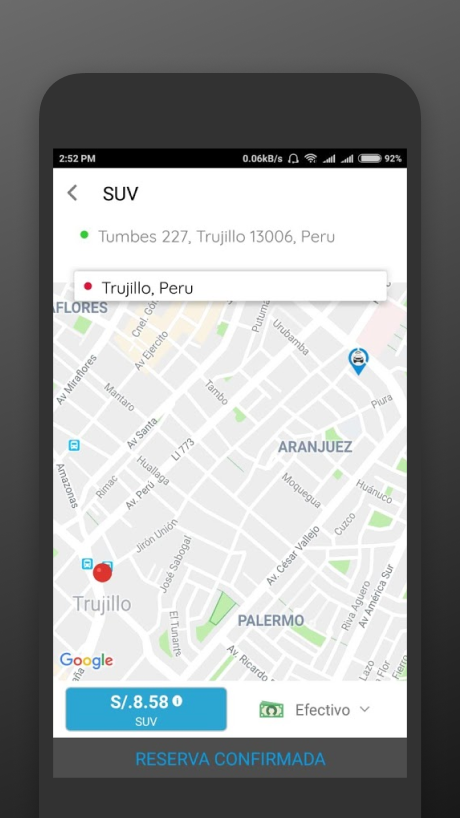 2:52 PM
0.06kB/s
92%
SUV
Tumbes 227, Trujillo 13006, Peru
Trujillo, Peru
AFLORES
Cnel. Gó
Av Ejercito
Putuma
Urubamba
Av Miraflores
Mantaro
Tambo
Piura
Av Santa
LI 773
ARANJUEZ
Amazonas
Huallaga
Rimac
Av. Perú
Moquegua
Huánuco
Cuzco
Jirón Unión
José Sabogal
Av. César Vallejo
Trujillo
El Tunante
Riva Aguero
Av América Sur
PALERMO
Google
Av. Ricardo
Lazo
Flor
Fierro
aña
S/.8.58
SUV
Efectivo
RESERVA CONFIRMADA